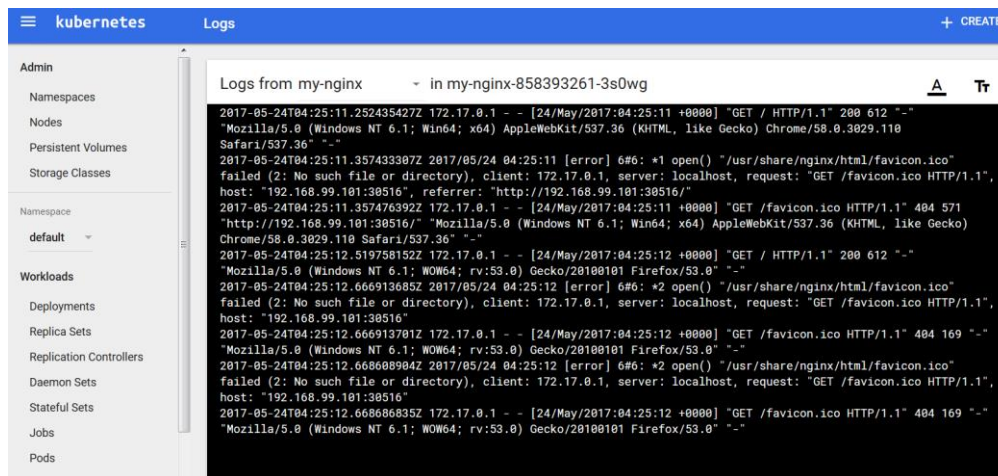 kubernetes
Logs
+ CREATE
Admin
Namespaces
Nodes
Persistent Volumes
Storage Classes
Namespace
default
Workloads
Deployments
Replica Sets
Replication Controllers
Daemon Sets
Stateful Sets
Jobs
Pods
Logs from my-nginx in my-nginx-858393261-3s0wg
A Tт
2017-05-24T04:25:11.252435427Z 172.17.0.1 - - [24/May/2017:04:25:11 +0000] "GET / HTTP/1.1" 200 612 "-"
"Mozilla/5.0 (Windows NT 6.1; Win64; x64) AppleWebKit/537.36 (KHTML, like Gecko) Chrome/58.0.3029.110
Safari/537.36" "-"
2017-05-24T04:25:11.357433307Z 2017/05/24 04:25:11 [error] 6#6: *1 open() "/usr/share/nginx/html/favicon.ico"
failed (2: No such file or directory), client: 172.17.0.1, server: localhost, request: "GET /favicon.ico HTTP/1.1",
host: "192.168.99.101:30516", referrer: "http://192.168.99.101:30516/"
2017-05-24T04:25:11.357476392Z 172.17.0.1 - - [24/May/2017:04:25:11 +0000] "GET /favicon.ico HTTP/1.1" 404 571
"http://192.168.99.101:30516/" "Mozilla/5.0 (Windows NT 6.1; Win64; x64) AppleWebKit/537.36 (KHTML, like Gecko)
Chrome/58.0.3029.110 Safari/537.36" "-"
2017-05-24T04:25:12.519758152Z 172.17.0.1 - - [24/May/2017:04:25:12 +0000] "GET / HTTP/1.1" 200 612 "-"
"Mozilla/5.0 (Windows NT 6.1; WOW64; rv:53.0) Gecko/20100101 Firefox/53.0" "-"
2017-05-24T04:25:12.666913685Z 2017/05/24 04:25:12 [error] 6#6: *2 open() "/usr/share/nginx/html/favicon.ico"
failed (2: No such file or directory), client: 172.17.0.1, server: localhost, request: "GET /favicon.ico HTTP/1.1",
host: "192.168.99.101:30516"
2017-05-24T04:25:12.666913701Z 172.17.0.1 - - [24/May/2017:04:25:12 +0000] "GET /favicon.ico HTTP/1.1" 404 169 "-"
"Mozilla/5.0 (Windows NT 6.1; WOW64; rv:53.0) Gecko/20100101 Firefox/53.0" "-"
2017-05-24T04:25:12.668608904Z 2017/05/24 04:25:12 [error] 6#6: *2 open() "/usr/share/nginx/html/favicon.ico"
failed (2: No such file or directory), client: 172.17.0.1, server: localhost, request: "GET /favicon.ico HTTP/1.1",
host: "192.168.99.101:30516"
2017-05-24T04:25:12.668686835Z 172.17.0.1 - - [24/May/2017:04:25:12 +0000] "GET /favicon.ico HTTP/1.1" 404 169 "-"
"Mozilla/5.0 (Windows NT 6.1; WOW64; rv:53.0) Gecko/20100101 Firefox/53.0" "-"